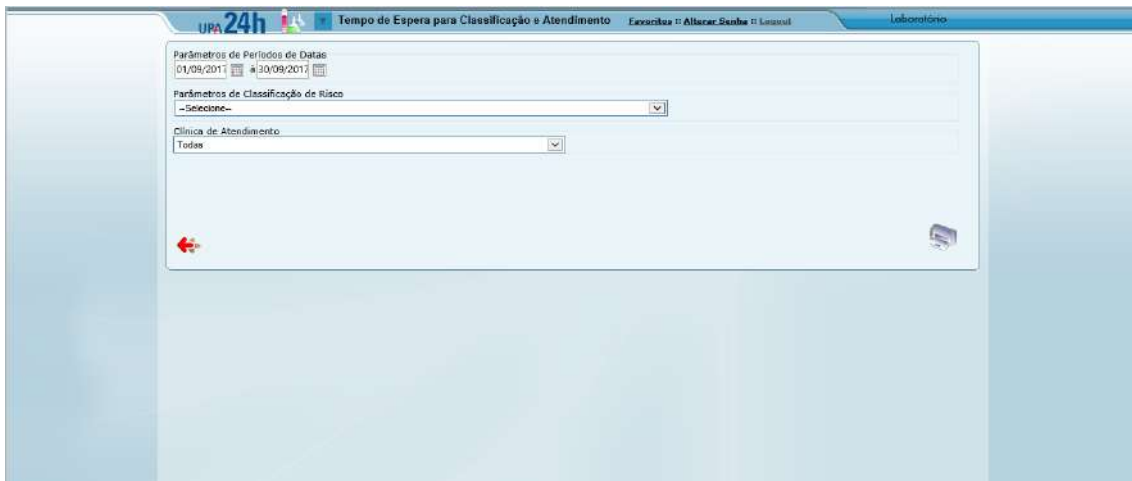 UPA 24h Tempo de Espera para Classificação e Atendimento Favoritos :: Alterar Senha :: Logout Laboratório
Parâmetros de Períodos de Datas
01/09/2017 á 30/09/2017
Parâmetros de Classificação de Risco
--Selecione--
Clínica de Atendimento
Todas